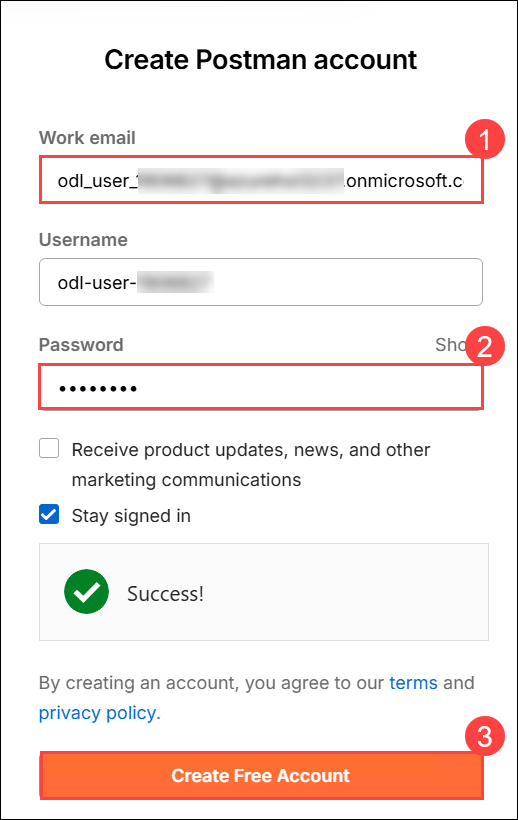 Create Postman account
Work email
1
odl_user_ .onmicrosoft.c
Username
odl-user-
Password
Sho
2
••••••••
Receive product updates, news, and other
marketing communications
Stay signed in
Success!
By creating an account, you agree to our terms and
privacy policy.
3
Create Free Account